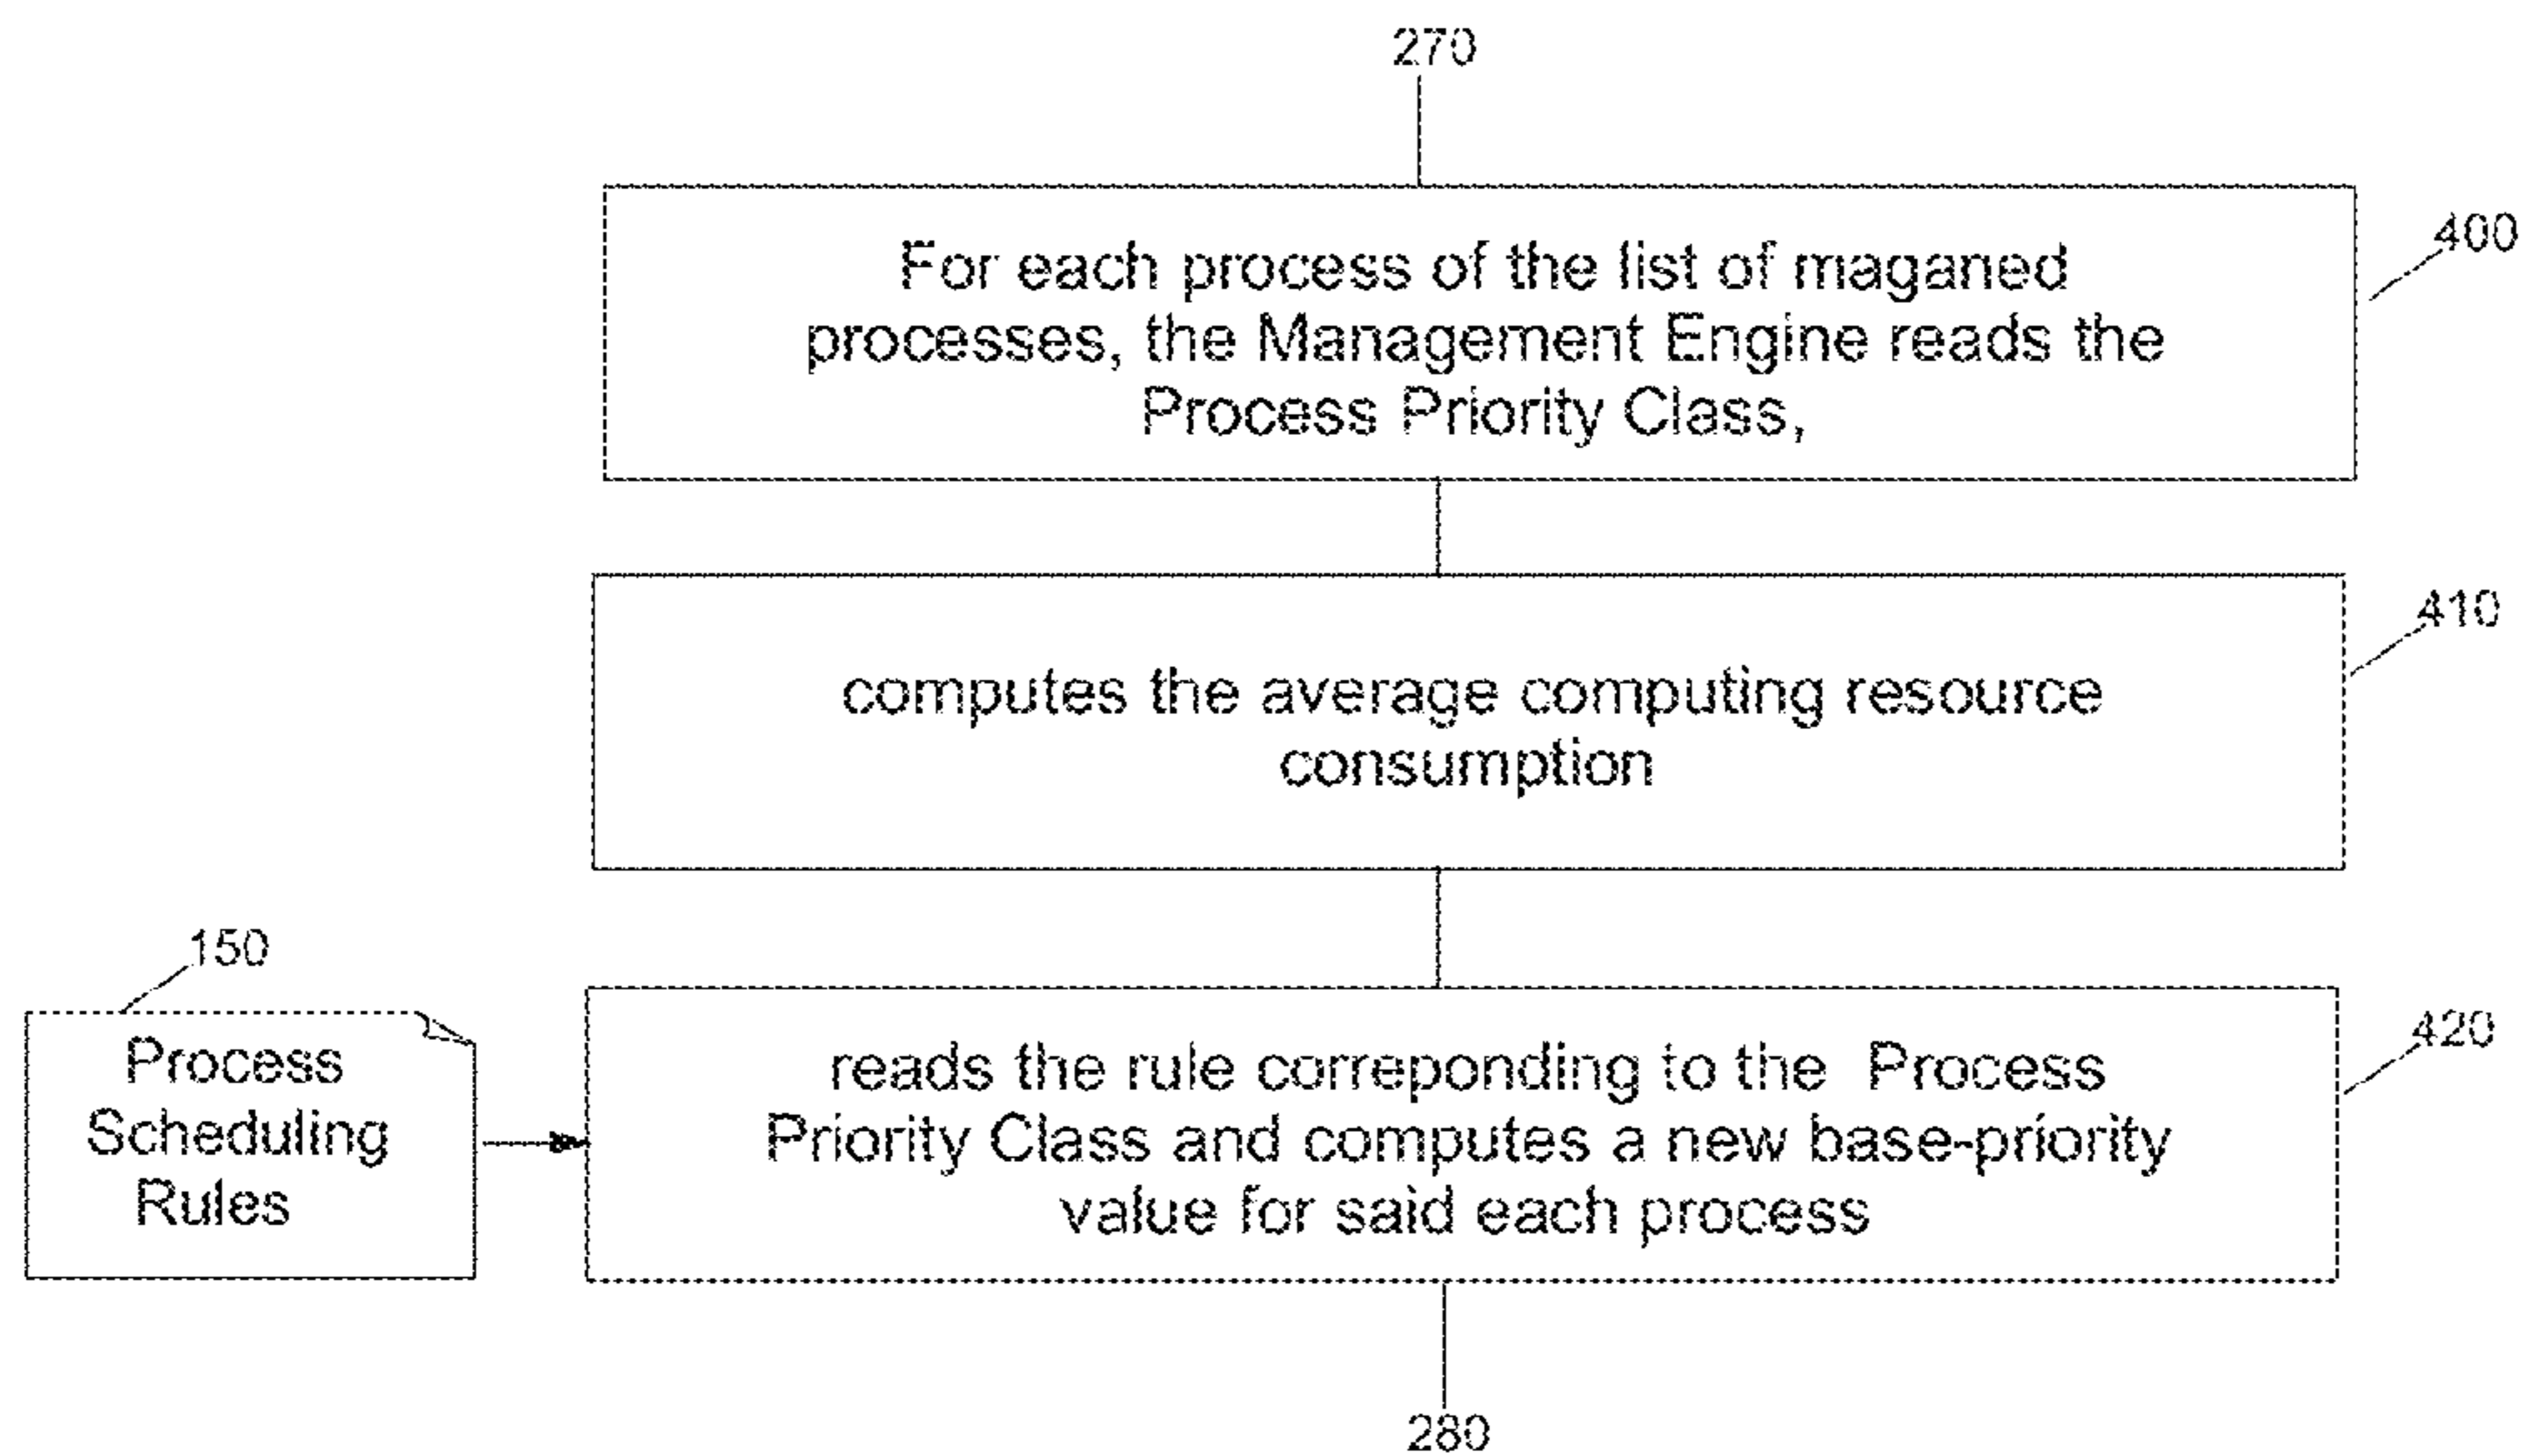 270
400
For each process of the list of maganed
processes, the Management Engine reads the
Process Priority Class,
410
computes the average computing resource
consumption
150
Process
Scheduling
Rules
420
reads the rule correponding to the Process
Priority Class and computes a new base-priority
value for said each process
280